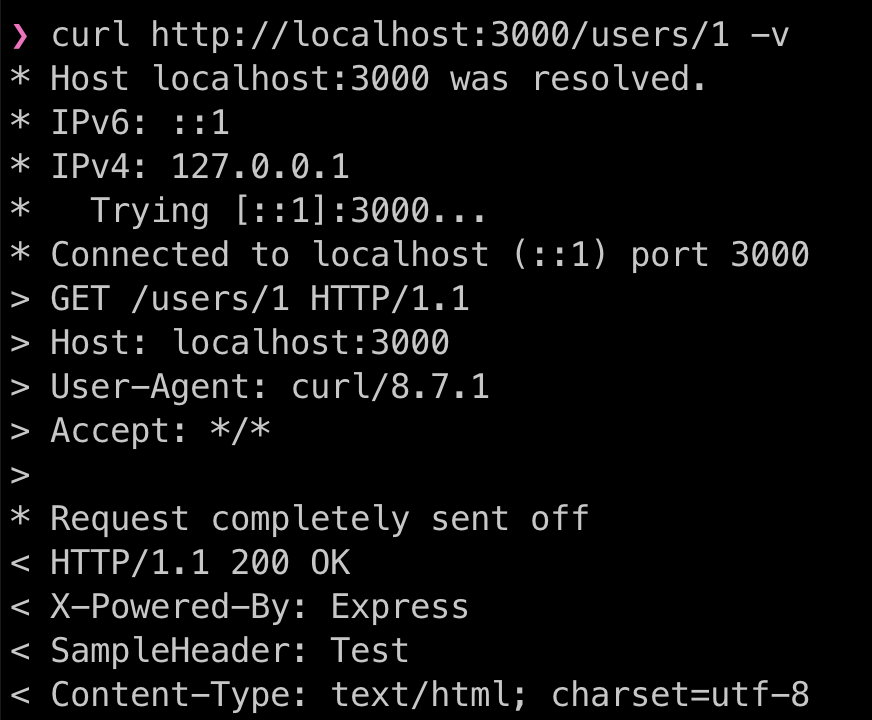 ❯ curl http://localhost:3000/users/1 -v
* Host localhost:3000 was resolved.
* IPv6: ::1
* IPv4: 127.0.0.1
*   Trying [::1]:3000...
* Connected to localhost (::1) port 3000
> GET /users/1 HTTP/1.1
> Host: localhost:3000
> User-Agent: curl/8.7.1
> Accept: */*
>
* Request completely sent off
< HTTP/1.1 200 OK
< X-Powered-By: Express
< SampleHeader: Test
< Content-Type: text/html; charset=utf-8